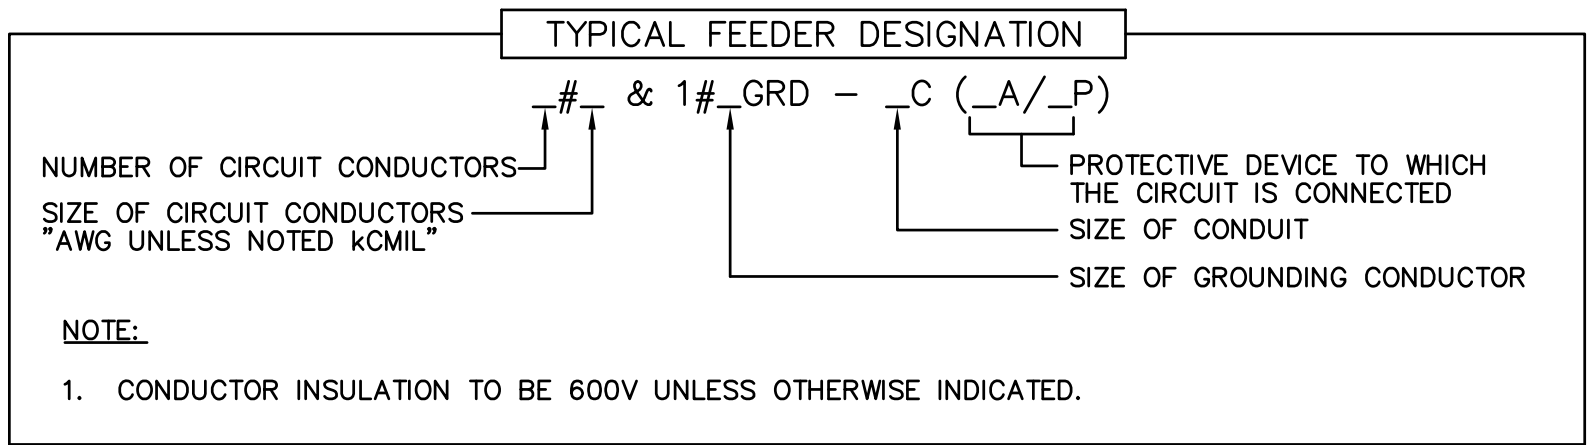 TYPICAL FEEDER DESIGNATION
_#_ & 1#_GRD - _C (_A/_P)
NUMBER OF CIRCUIT CONDUCTORS
SIZE OF CIRCUIT CONDUCTORS
"AWG UNLESS NOTED kCMIL"
PROTECTIVE DEVICE TO WHICH
THE CIRCUIT IS CONNECTED
SIZE OF CONDUIT
SIZE OF GROUNDING CONDUCTOR
NOTE:
1. CONDUCTOR INSULATION TO BE 600V UNLESS OTHERWISE INDICATED.